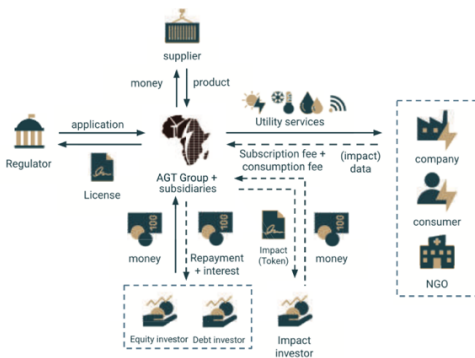 supplier
money
product
application
Regulator
License
AGT Group +
subsidiaries
Utility services
Subscription fee +
consumption fee
(impact)
data
company
consumer
NGO
100
money
100
Repayment
+ interest
Impact
(Token)
100
money
Equity investor
Debt investor
Impact
investor